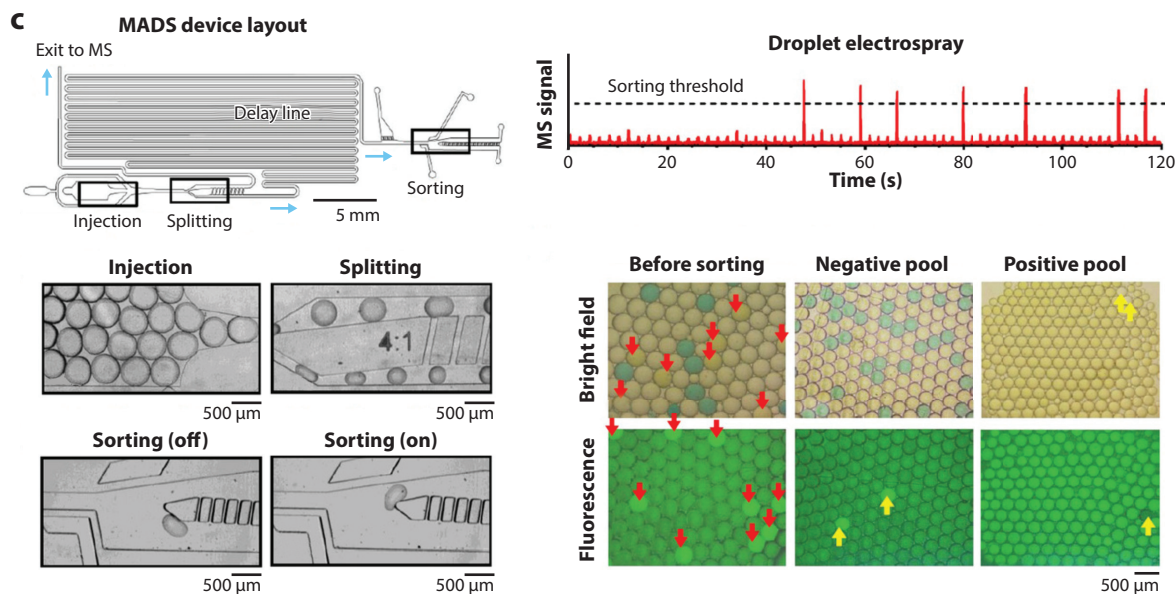 c
MADS device layout
Exit to MS
Delay line
Sorting
Injection
Splitting
5 mm
Droplet electrospray
Sorting threshold
MS signal
0 20 40 60 80 100 120
Time (s)
Injection
Splitting
4:1
500 µm
500 µm
Sorting (off)
Sorting (on)
500 µm
500 µm
Before sorting
Negative pool
Positive pool
Bright field
Fluorescence
500 µm